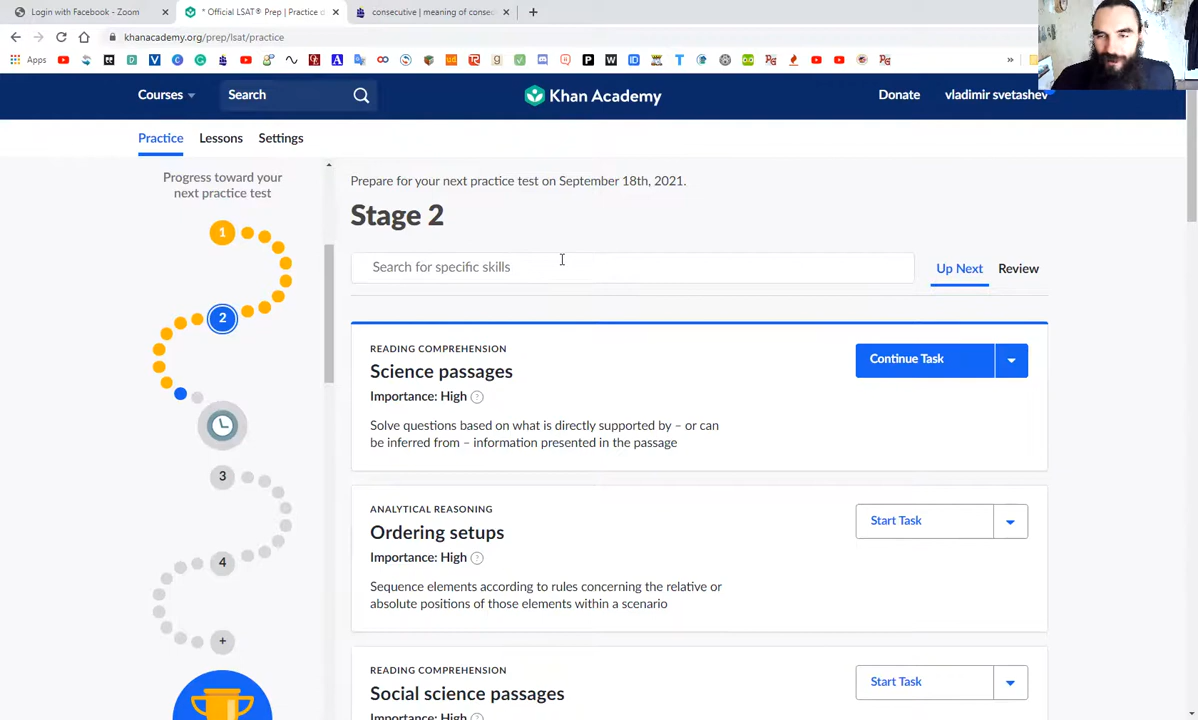 Login with Facebook - Zoom
* Official LSAT® Prep | Practice d
consecutive | meaning of consec
khanacademy.org/prep/lsat/practice
Apps
Courses
Search
Khan Academy
Donate
vladimir svetashev
Practice
Lessons
Settings
Progress toward your
next practice test
1
2
3
4
+
Prepare for your next practice test on September 18th, 2021.
Stage 2
Search for specific skills
Up Next
Review
READING COMPREHENSION
Science passages
Importance: High ?
Solve questions based on what is directly supported by – or can
be inferred from – information presented in the passage
Continue Task
ANALYTICAL REASONING
Ordering setups
Importance: High ?
Sequence elements according to rules concerning the relative or
absolute positions of those elements within a scenario
Start Task
READING COMPREHENSION
Social science passages
Importance: High ?
Start Task